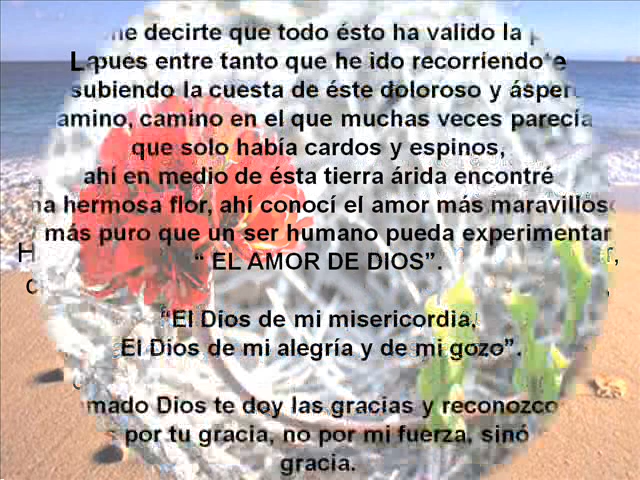 me decirte que todo ésto ha valido la
pues entre tanto que he ido recorriendo e
subiendo la cuesta de éste doloroso y ásper
amino, camino en el que muchas veces parecía
que solo había cardos y espinos,
ahí en medio de ésta tierra árida encontré
na hermosa flor, ahí conocí el amor más maravilloso
más puro que un ser humano pueda experimentar
“ EL AMOR DE DIOS”.
“El Dios de mi misericordia,
El Dios de mi alegría y de mi gozo”.
mado Dios te doy las gracias y reconozco
por tu gracia, no por mi fuerza, sinó
gracia.